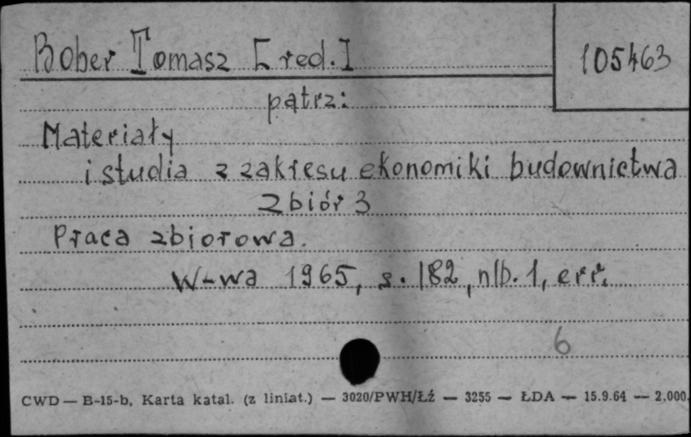 Bober Tomasz [red.]
105463
patrz:
Materiały
i studia z zakresu ekonomiki budownictwa
Zbiór 3
Praca zbiorowa.
W-wa 1965, s. 182, nlb. 1, err.
6
CWD — B-15-b, Karta katal. (z liniat.) — 3020/PWH/Łź — 3255 — ŁDA — 15.9.64 — 2.000.